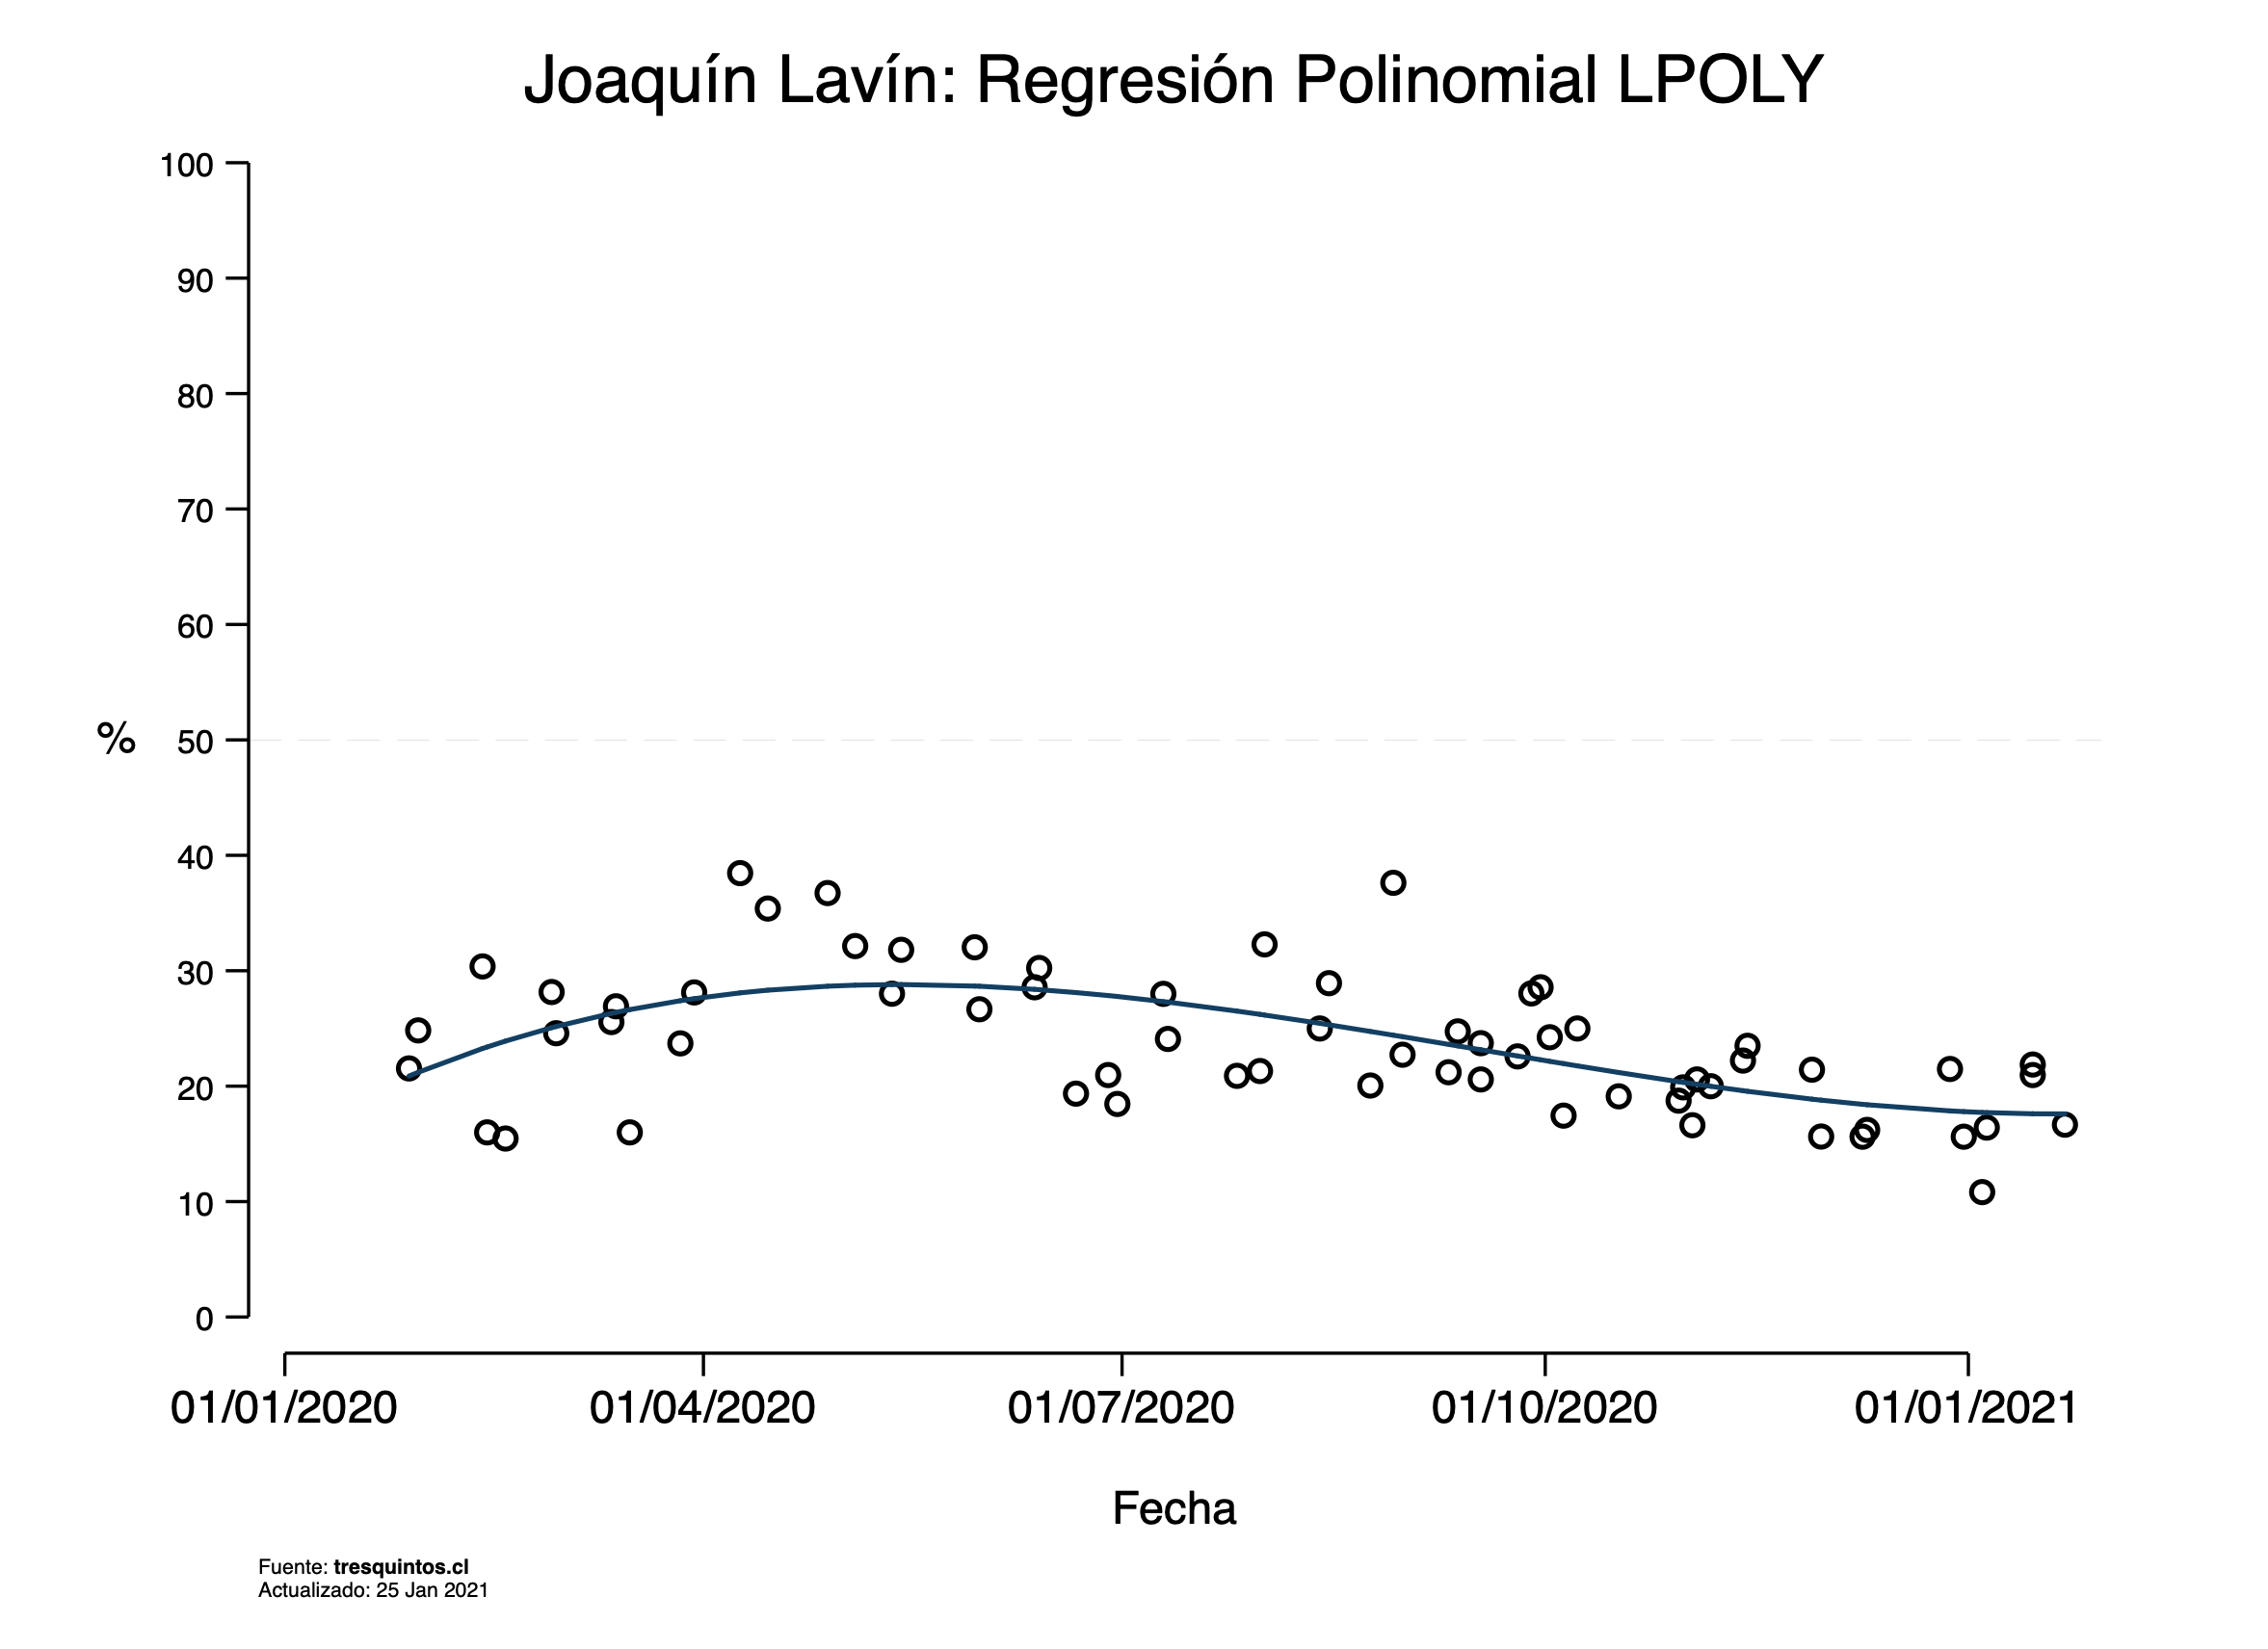 Joaquín Lavín: Regresión Polinomial LPOLY
100
90
80
70
60
% 50
40
30
20
10
0
01/01/2020 01/04/2020 01/07/2020 01/10/2020 01/01/2021
Fecha
Fuente: tresquintos.cl
Actualizado: 25 Jan 2021